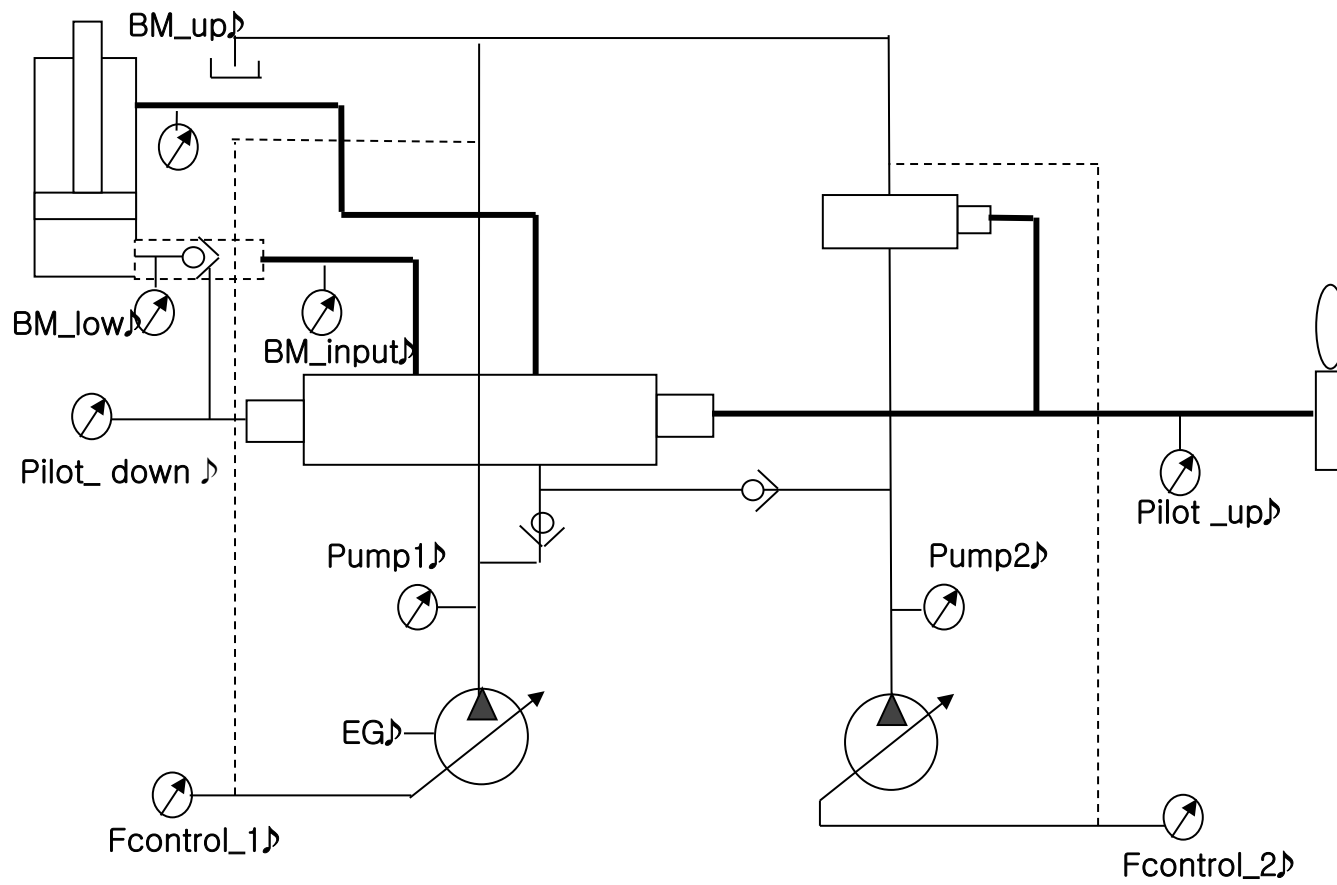 BM_up♪
BM_low♪
BM_input♪
Pilot_ down ♪
Pilot _up♪
Pump1♪
Pump2♪
EG♪
Fcontrol_1♪
Fcontrol_2♪